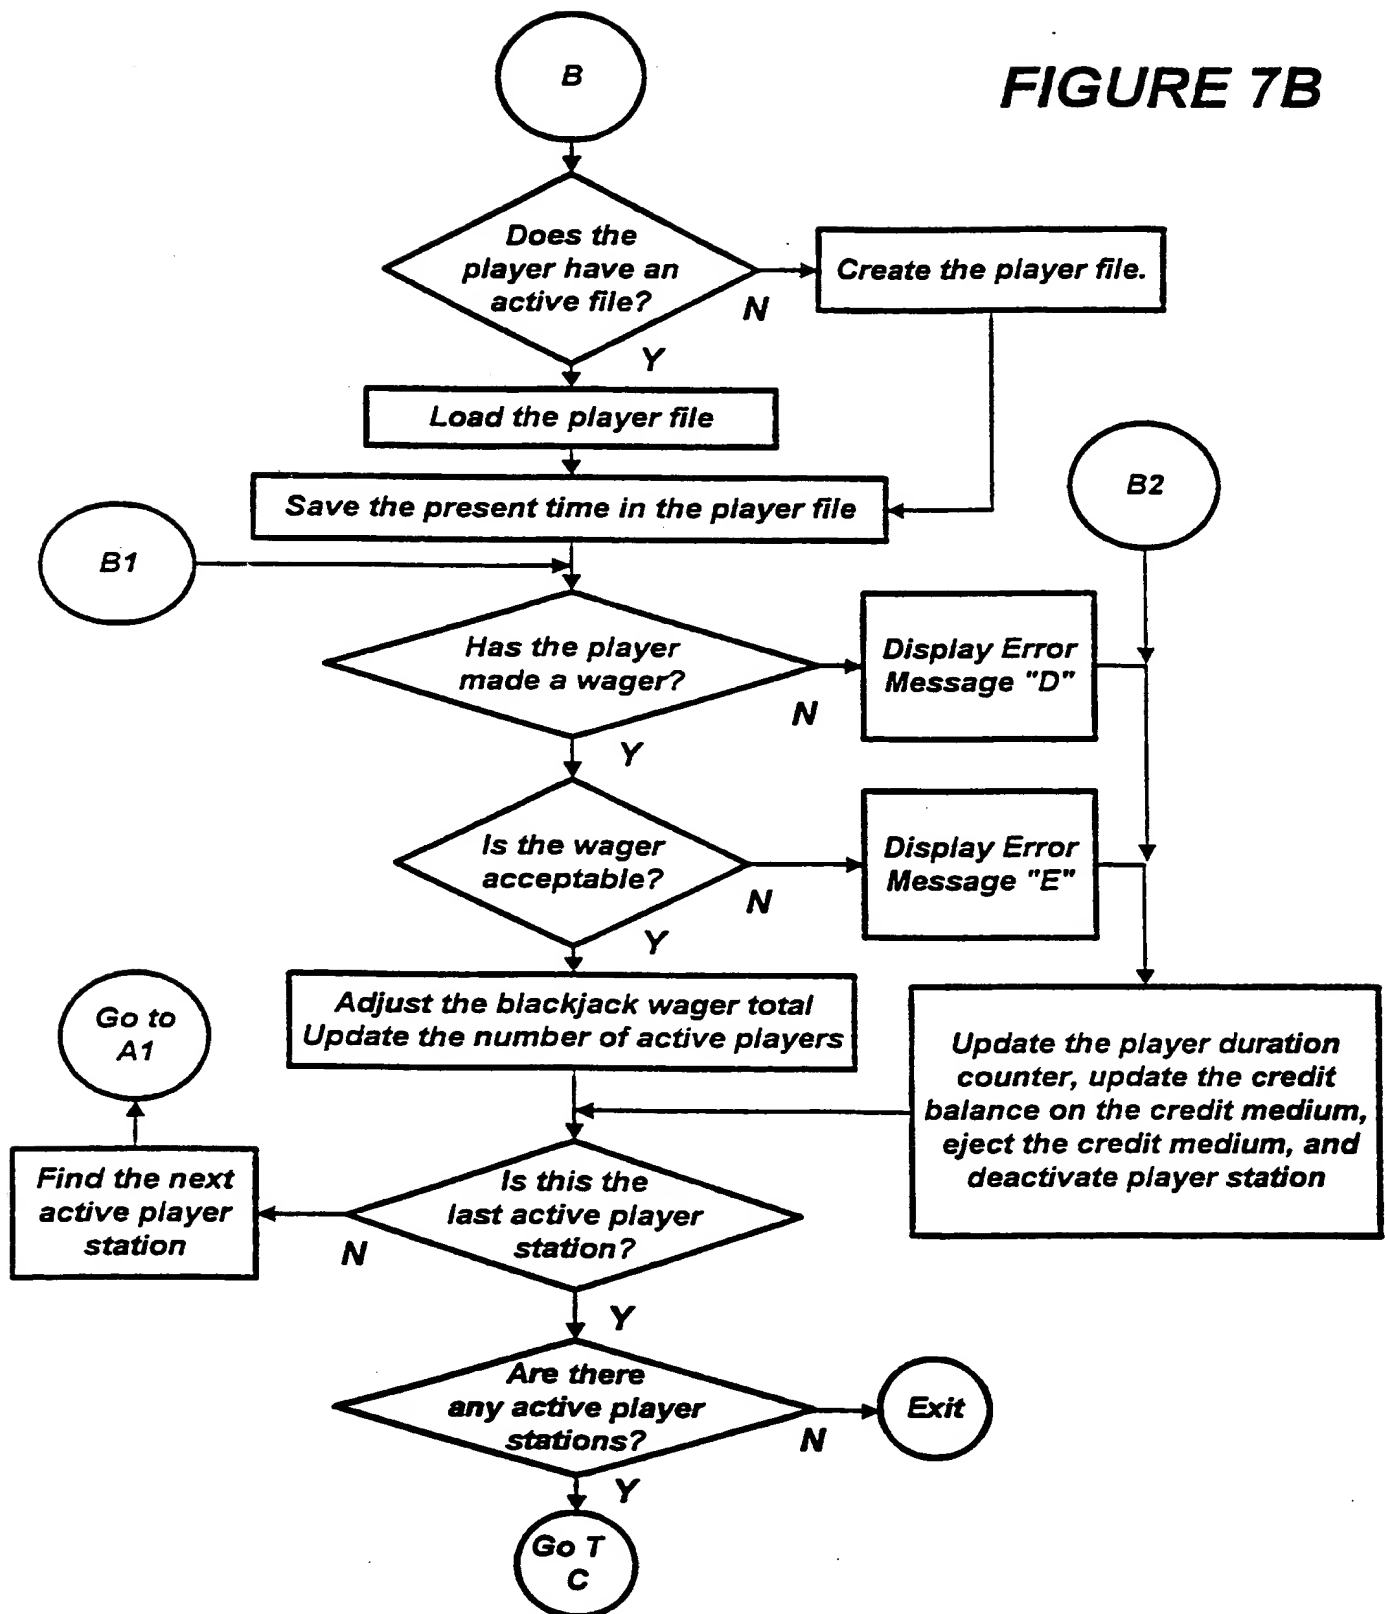 FIGURE 7B
B
Does the
player have an
active file?
N
Create the player file.
Y
Load the player file
Save the present time in the player file
B2
B1
Has the player
made a wager?
N
Display Error
Message "D"
Y
Is the wager
acceptable?
N
Display Error
Message "E"
Y
Adjust the blackjack wager total
Update the number of active players
Go to
A1
Update the player duration
counter, update the credit
balance on the credit medium,
eject the credit medium, and
deactivate player station
Find the next
active player
station
Is this the
last active player
station?
N
Y
Are there
any active player
stations?
N
Exit
Y
Go T
C